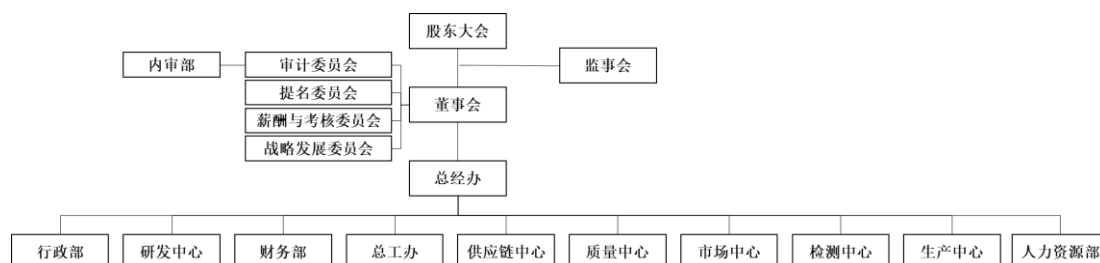 股东大会
内审部
审计委员会
监事会
提名委员会
董事会
薪酬与考核委员会
战略发展委员会
总经办
行政部
研发中心
财务部
总工办
供应链中心
质量中心
市场中心
检测中心
生产中心
人力资源部